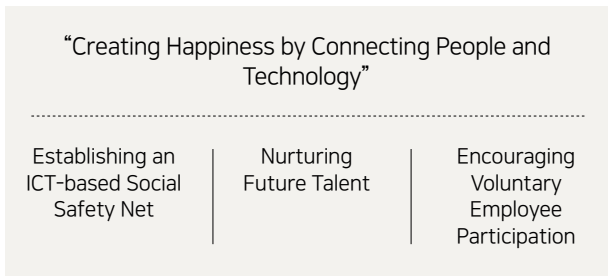 “Creating Happiness by Connecting People and
Technology”
Establishing an
ICT-based Social
Safety Net
Nurturing
Future Talent
Encouraging
Voluntary
Employee
Participation